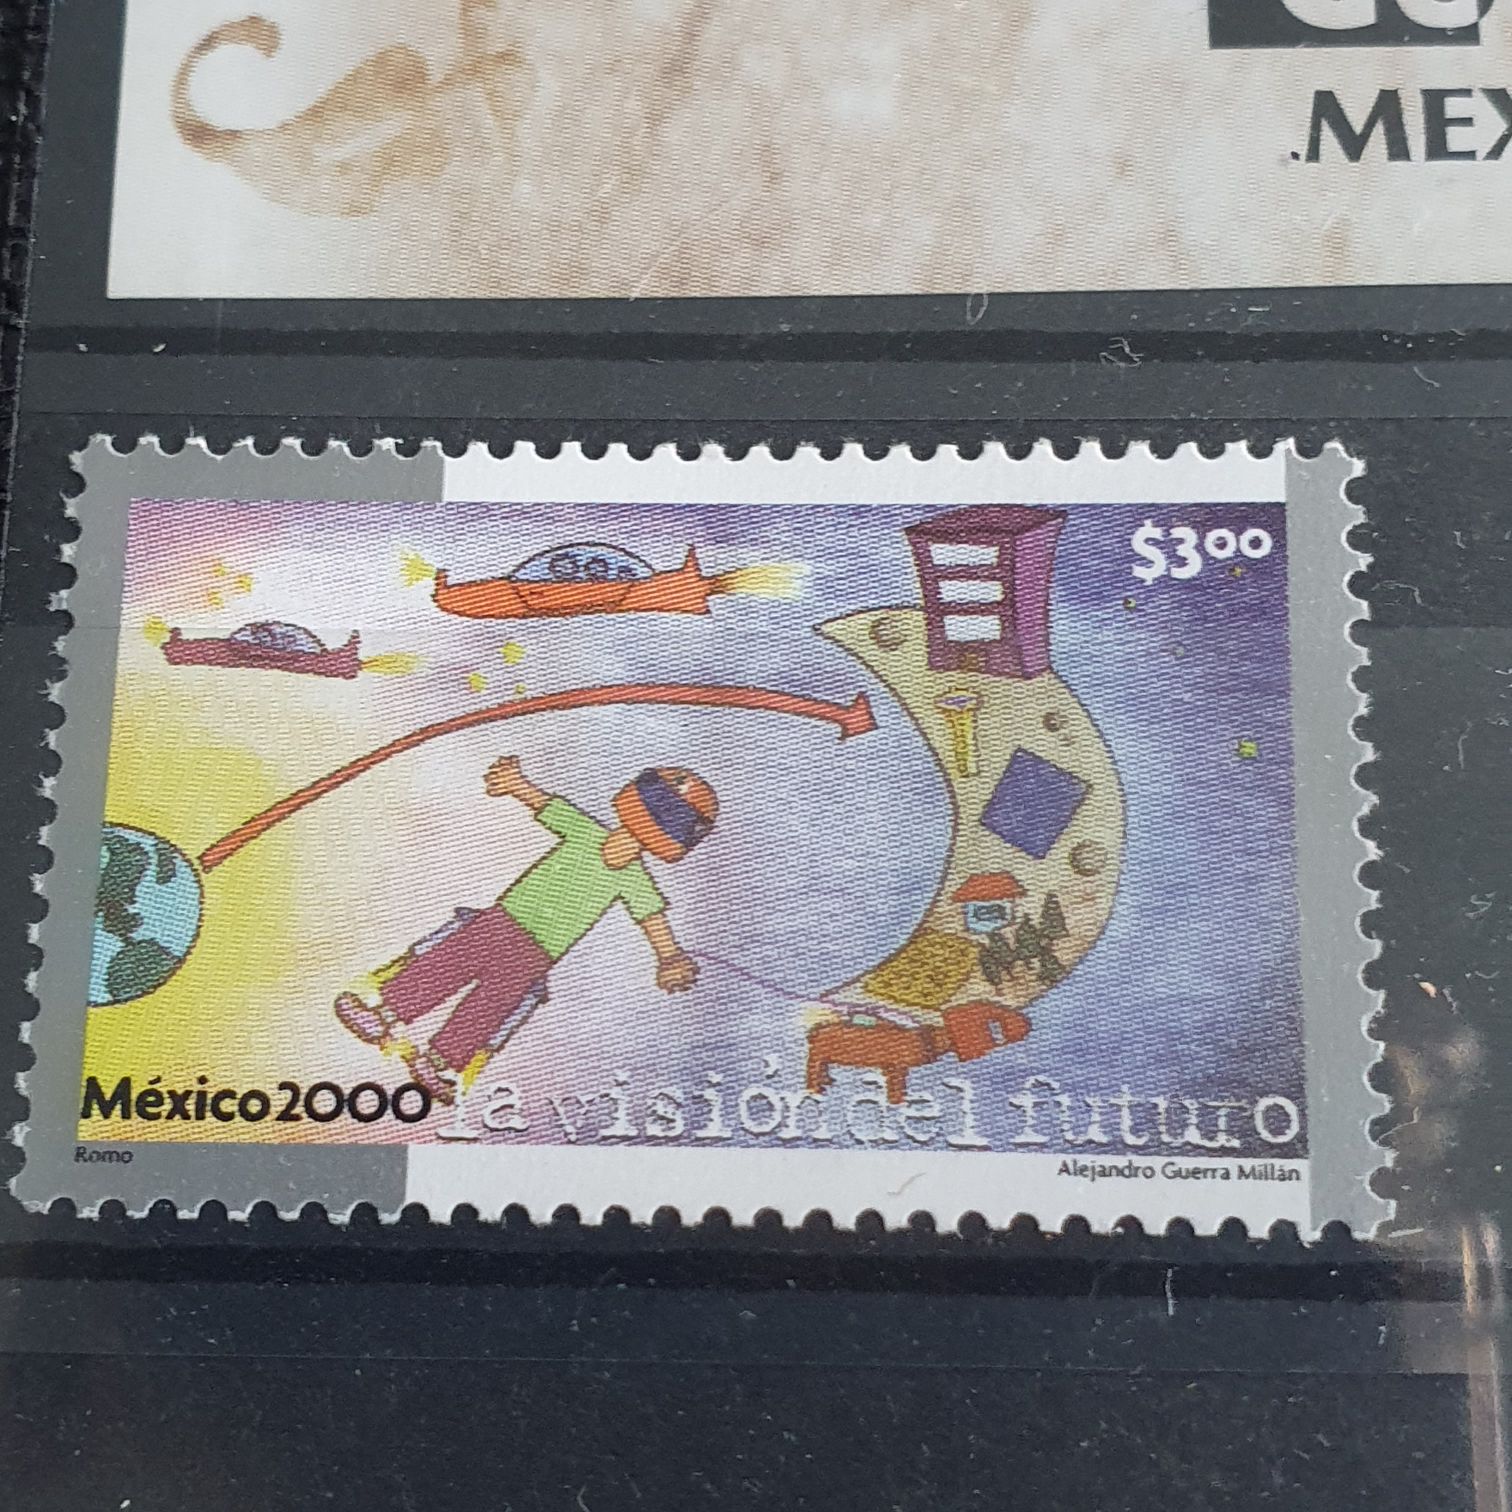 .MEX
$3.00
México2000 la visión del futuro
Romo
Alejandro Guerra Millán